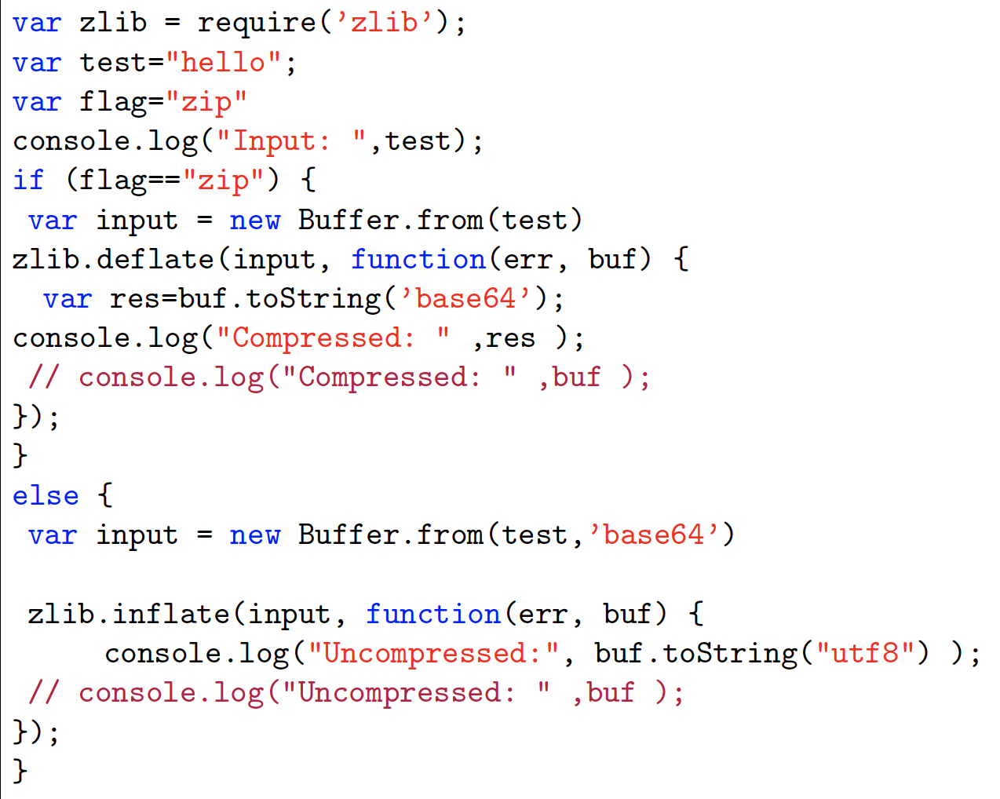 var zlib = require('zlib');
var test="hello";
var flag="zip"
console.log("Input: ",test);
if (flag=="zip") {
 var input = new Buffer.from(test)
zlib.deflate(input, function(err, buf) {
  var res=buf.toString('base64');
console.log("Compressed: " ,res );
 // console.log("Compressed: " ,buf );
});
}
else {
 var input = new Buffer.from(test,'base64')
 zlib.inflate(input, function(err, buf) {
      console.log("Uncompressed:", buf.toString("utf8") );
 // console.log("Uncompressed: " ,buf );
});
}